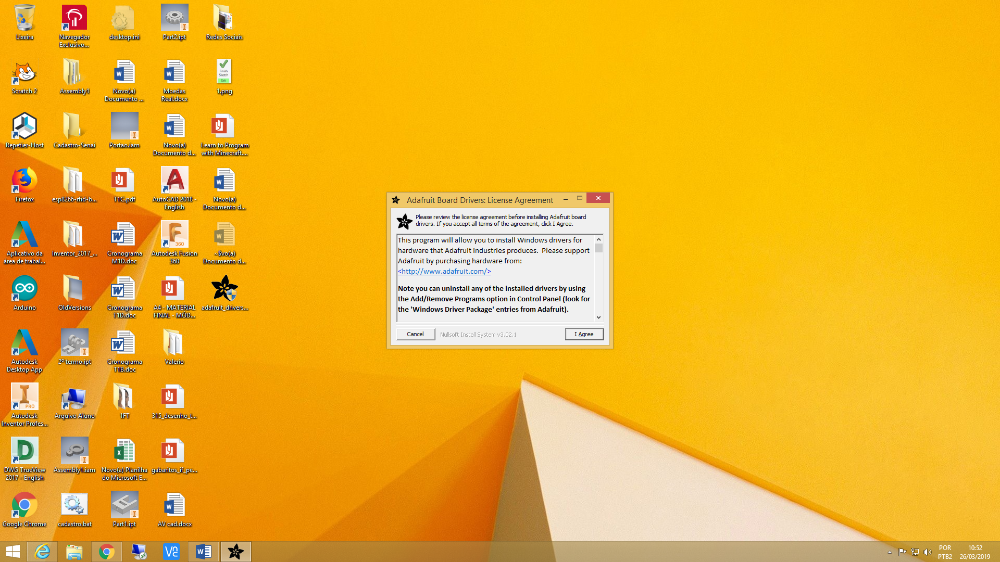 Lixeira
Navegador
Exclusivo...
desktop.ini
Part2.ipt
Redes Sociais
Scratch 2
Assembly1
Novo(a)
Documento ...
Moedas
Real.docx
Finish
Sketch
Exit
1.png
Repetier-Host
Cadastro-Senai
Portao.iam
Novo(a)
Documento d...
Learn to Program
with Minecraft....
Firefox
esp8266-rfid-b...
T1C.pdf
AutoCAD 2018 -
English
Novo(a)
Documento d...
Aplicativo da
área de trabal...
Inventor_2017_...
Cronograma
M1D.doc
360
Autodesk Fusion
360
~$vo(a)
Documento d...
Arduino
OldVersions
Cronograma
T1D.doc
A4 - MATERIAL
FINAL - MÓD...
adafruit_drivers...
Autodesk
Desktop App
2º termo.ipt
Cronograma
T1B.doc
Valerio
PRO
Autodesk
Inventor Profes...
Arquivo Aluno
1FT
315_desenho_t...
DWG TrueView
2017 - English
Assembly1.iam
Novo(a) Planilha
do Microsoft E...
gabaritos_if_pe...
Google Chrome
cadastro.bat
Part1.ipt
AV cad.docx
Adafruit Board Drivers: License Agreement
Please review the license agreement before installing Adafruit board
drivers. If you accept all terms of the agreement, click I Agree.
This program will allow you to install Windows drivers for
hardware that Adafruit Industries produces.  Please support
Adafruit by purchasing hardware from:
<http://www.adafruit.com/>
Note you can uninstall any of the installed drivers by using
the Add/Remove Programs option in Control Panel (look for
the 'Windows Driver Package' entries from Adafruit).
Cancel
Nullsoft Install System v3.02.1
I Agree
POR
PTB2
10:52
26/03/2019